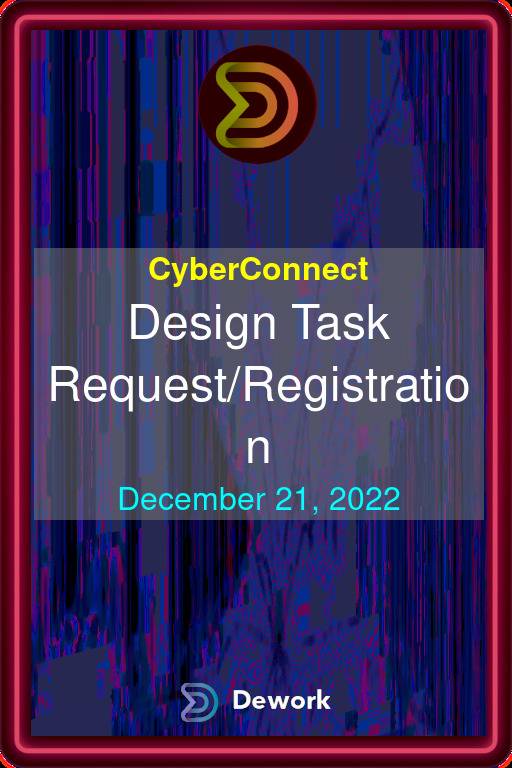 CyberConnect
Design Task
Request/Registratio
n
December 21, 2022
Dework